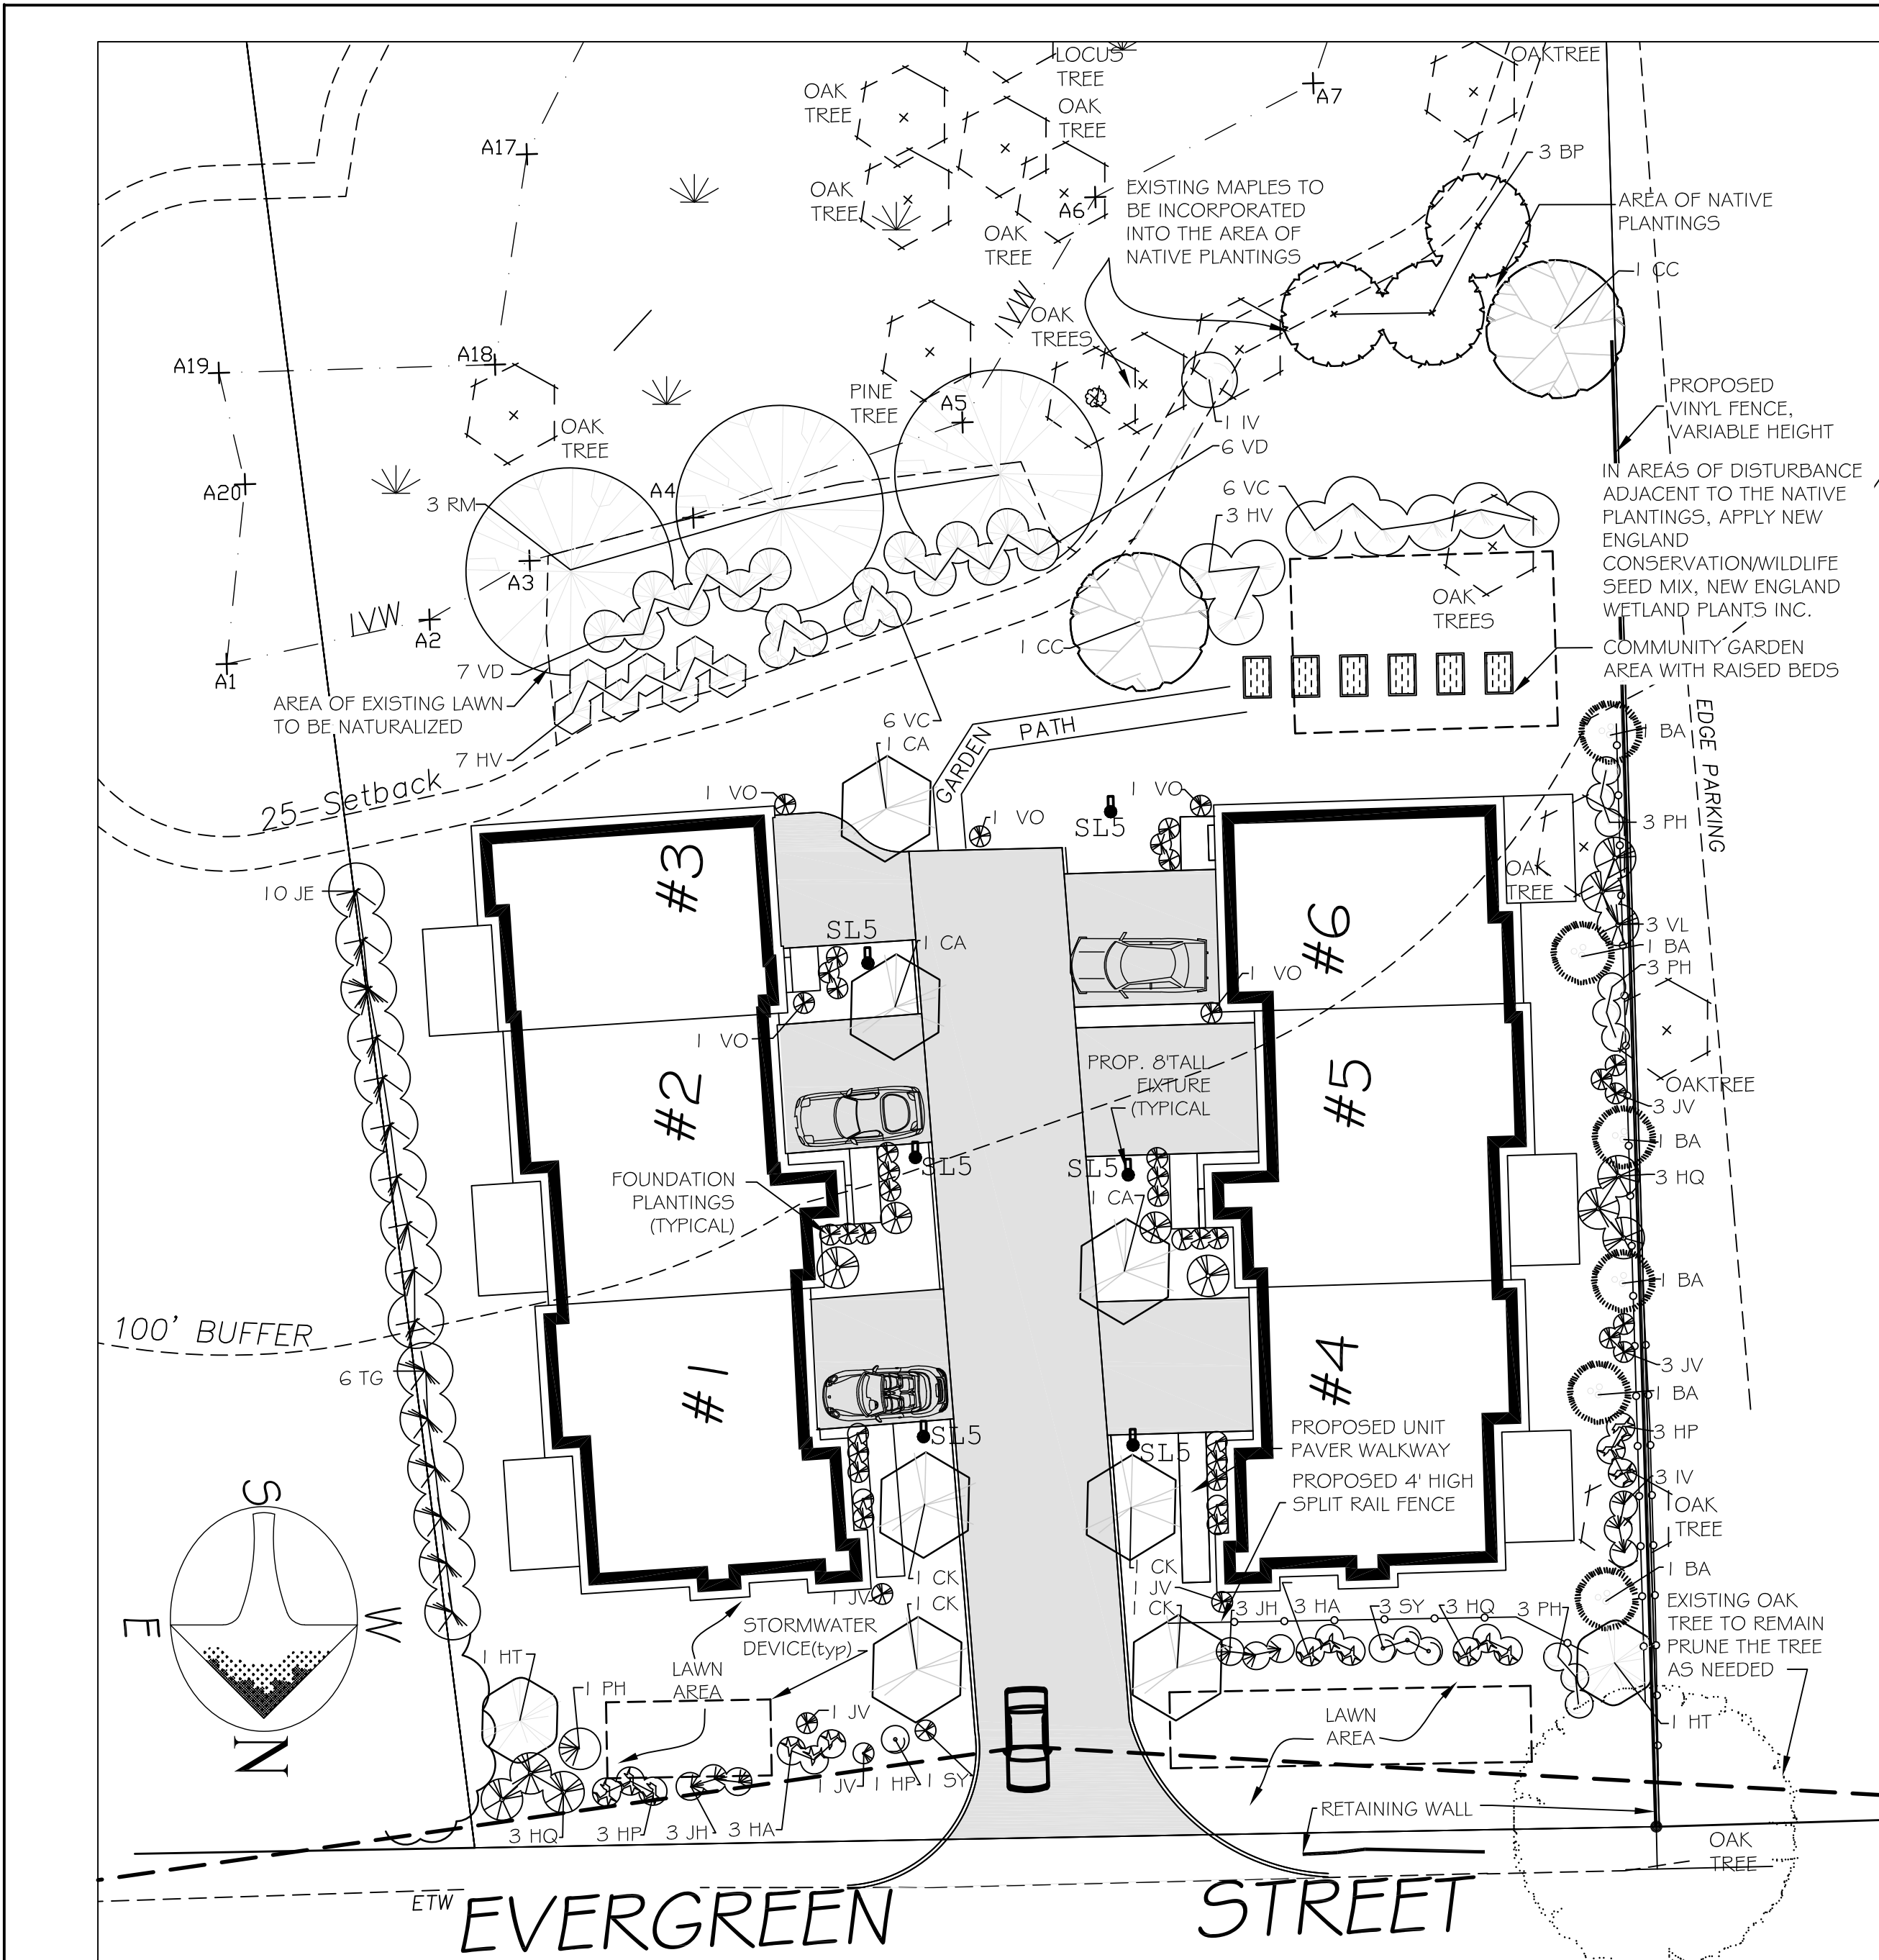 LOCUS
TREE
OAKTREE
OAK
TREE
OAK
TREE
A7
A17
3 BP
OAK
TREE
A6
EXISTING MAPLES TO
BE INCORPORATED
INTO THE AREA OF
NATIVE PLANTINGS
AREA OF NATIVE
PLANTINGS
OAK
TREE
1 CC
IVW
OAK
TREES
A19
A18
PINE
TREE
A5
PROPOSED
VINYL FENCE,
VARIABLE HEIGHT
OAK
TREE
1 IV
6 VD
IN AREAS OF DISTURBANCE
ADJACENT TO THE NATIVE
PLANTINGS, APPLY NEW
ENGLAND
CONSERVATION/WILDLIFE
SEED MIX, NEW ENGLAND
WETLAND PLANTS INC.
A20
A4
3 RM
6 VC
3 HV
A3
OAK
TREES
IVW
A2
A1
1 CC
COMMUNITY GARDEN
AREA WITH RAISED BEDS
7 VD
AREA OF EXISTING LAWN
TO BE NATURALIZED
6 VC
1 CA
GARDEN
PATH
1 BA
EDGE PARKING
7 HV
25-Setback
1 VO
1 VO
1 VO
SL5
3 PH
#3
OAK
TREE
10 JE
SL5
1 CA
#6
3 VL
1 BA
3 PH
1 VO
1 VO
PROP. 8'TALL
FIXTURE
(TYPICAL
#2
#5
OAKTREE
3 JV
1 BA
SL5
SL5
FOUNDATION
PLANTINGS
(TYPICAL)
1 CA
3 HQ
1 BA
100' BUFFER
6 TG
#1
#4
3 JV
1 BA
SL5
SL5
PROPOSED UNIT
PAVER WALKWAY
3 HP
PROPOSED 4' HIGH
SPLIT RAIL FENCE
3 IV
OAK
TREE
S
E
W
N
1 CK
1 JV
1 CK
1 CK
1 JV
1 CK
3 JH
3 HA
3 SY
3 HQ
3 PH
1 BA
EXISTING OAK
TREE TO REMAIN
PRUNE THE TREE
AS NEEDED
STORMWATER
DEVICE(typ)
LAWN
AREA
1 HT
1 PH
1 JV
LAWN
AREA
1 HT
1 JV
1 HP
1 SY
3 HQ
3 HP
3 JH
3 HA
RETAINING WALL
OAK
TREE
ETW
EVERGREEN STREET